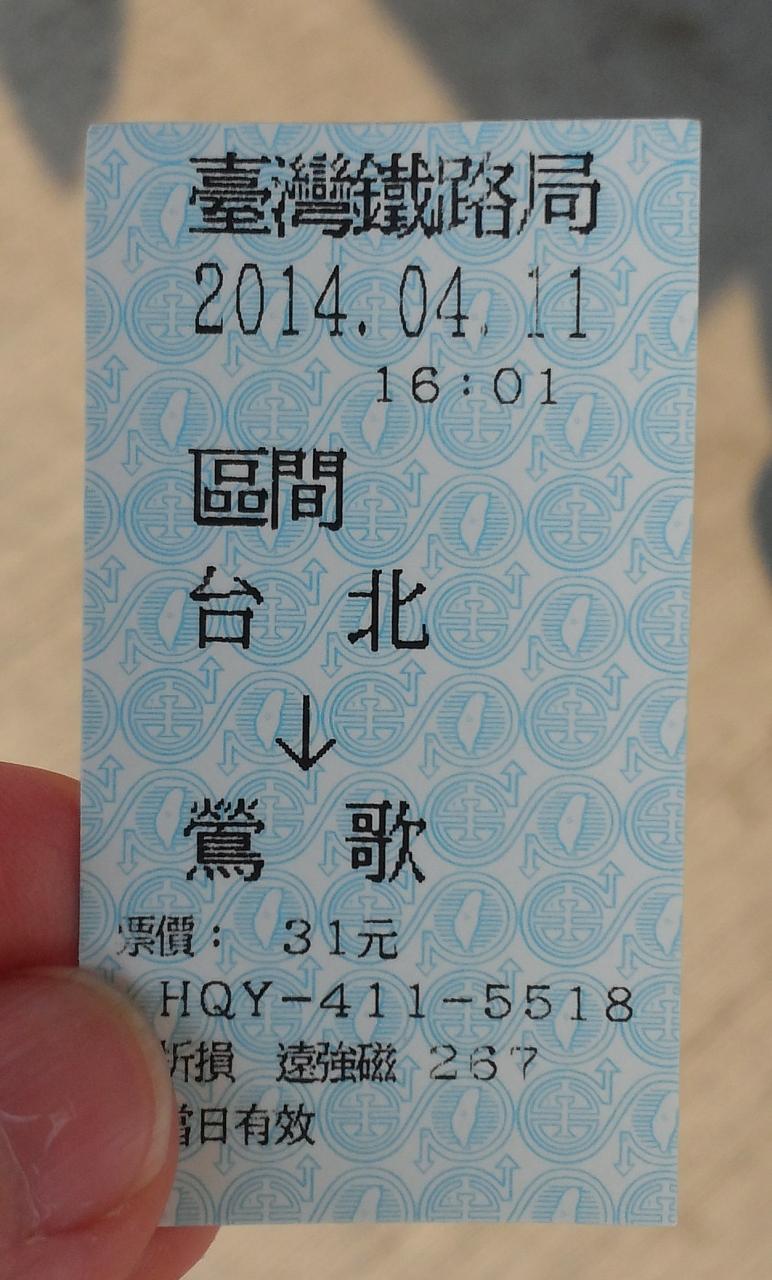 臺灣鐵路局
2014.04.11
16:01
區間
台 北
↓
鶯 歌
票價： 31元
HQY-411-5518
折損 遠強磁 267
當日有效